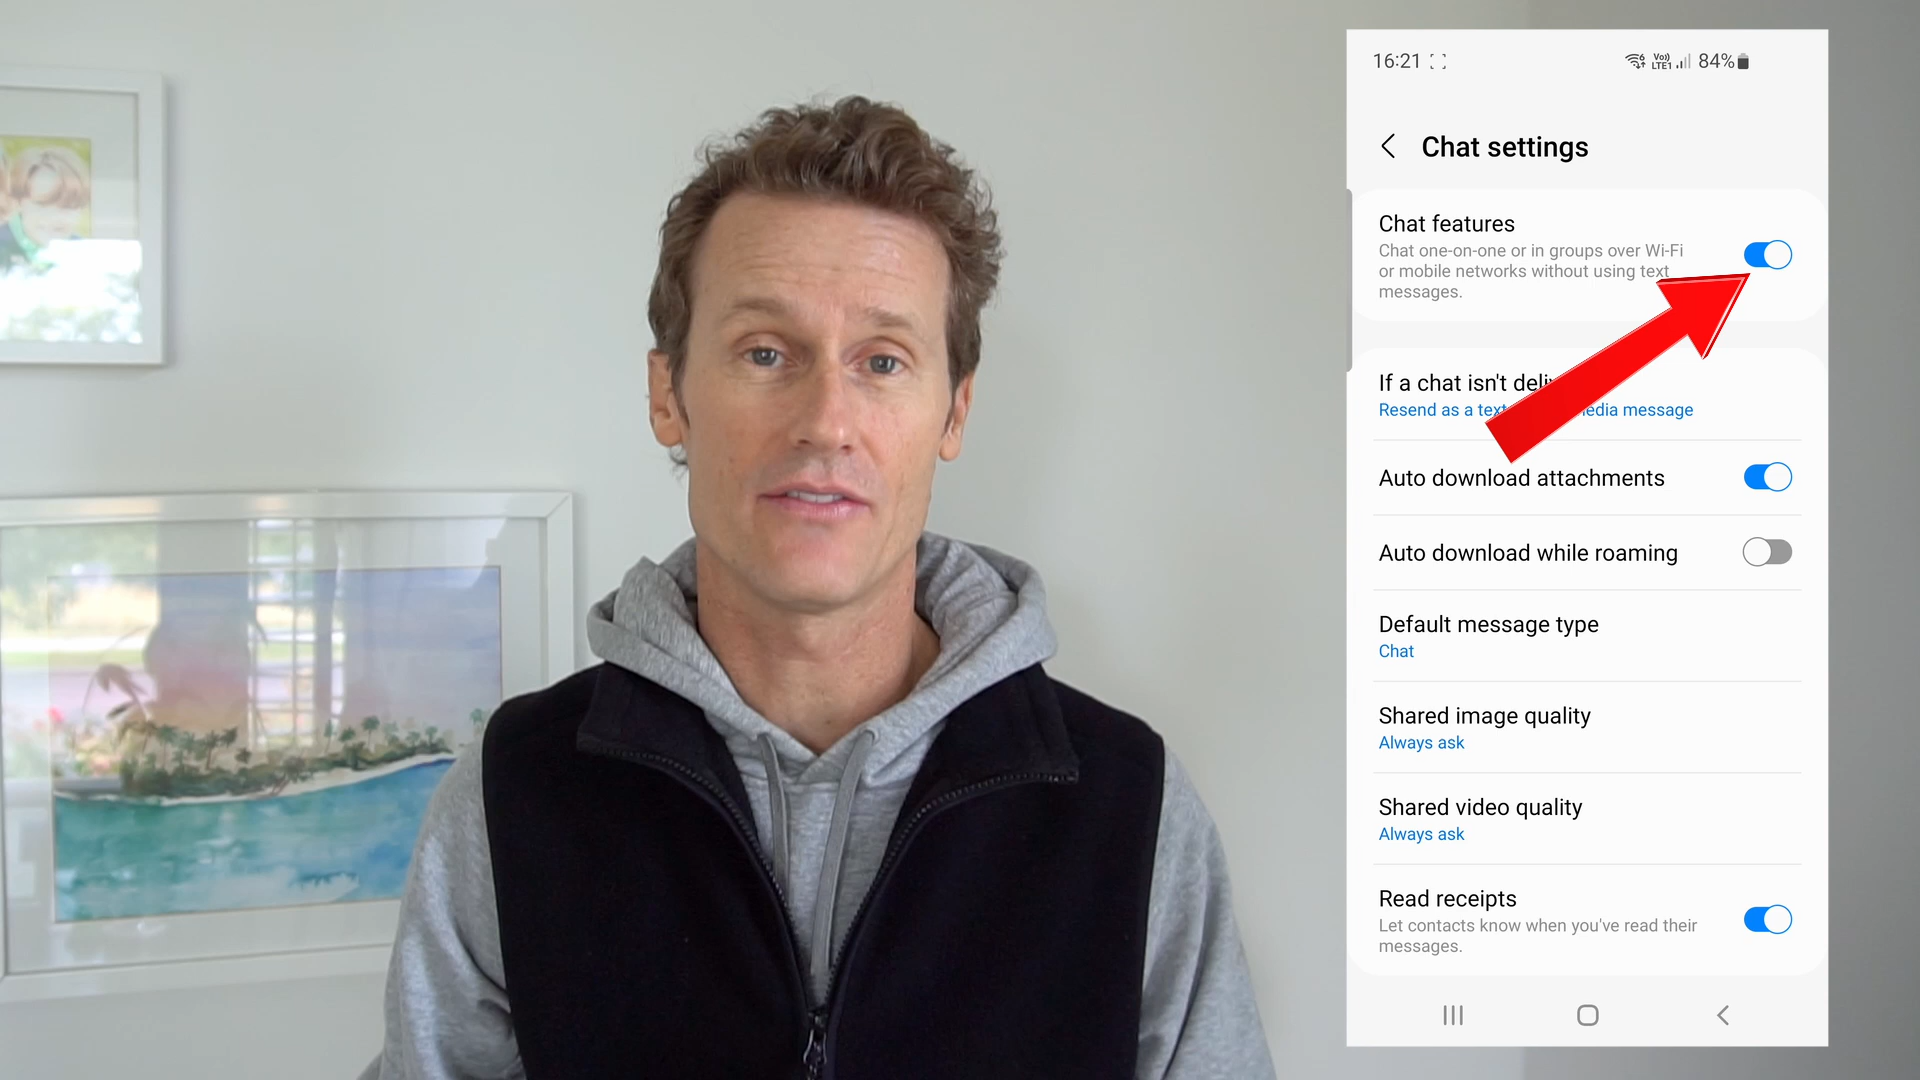 16:21
Vo)) LTE1 84%
Chat settings
Chat features
Chat one-on-one or in groups over Wi-Fi
or mobile networks without using text
messages.
If a chat isn't deli
Resend as a text edia message
Auto download attachments
Auto download while roaming
Default message type
Chat
Shared image quality
Always ask
Shared video quality
Always ask
Read receipts
Let contacts know when you've read their
messages.